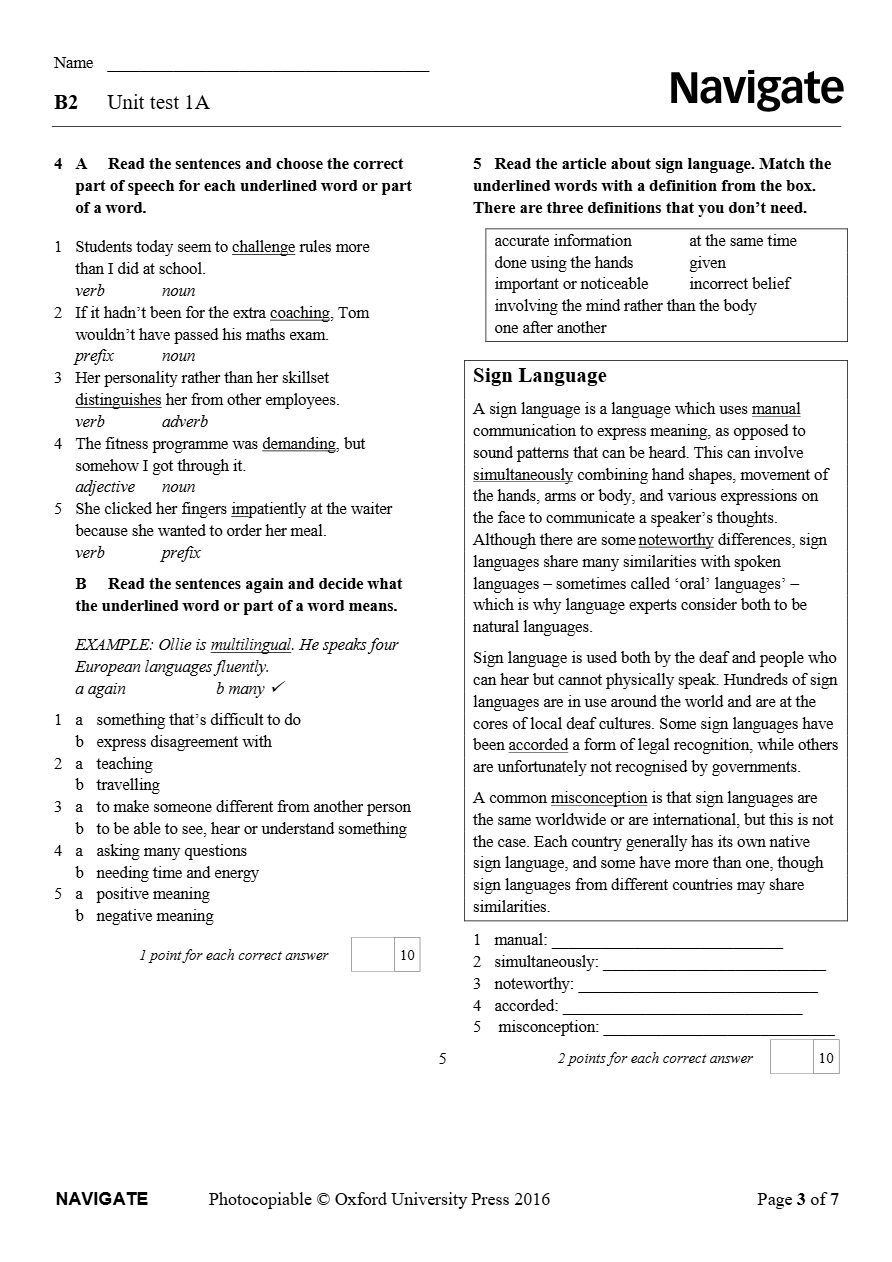 Name
B2 Unit test 1A
Navigate
4 A Read the sentences and choose the correct
part of speech for each underlined word or part
of a word.
1 Students today seem to challenge rules more
than I did at school.
verb noun
2 If it hadn't been for the extra coaching, Tom
wouldn't have passed his maths exam.
prefix noun
3 Her personality rather than her skillset
distinguishes her from other employees.
verb adverb
4 The fitness programme was demanding, but
somehow I got through it.
adjective noun
5 She clicked her fingers impatiently at the waiter
because she wanted to order her meal.
verb prefix
B Read the sentences again and decide what
the underlined word or part of a word means.
EXAMPLE: Ollie is multilingual. He speaks four
European languages fluently.
a again b many ✓
1 a something that's difficult to do
b express disagreement with
2 a teaching
b travelling
3 a to make someone different from another person
b to be able to see, hear or understand something
4 a asking many questions
b needing time and energy
5 a positive meaning
b negative meaning
1 point for each correct answer 10
5 Read the article about sign language. Match the
underlined words with a definition from the box.
There are three definitions that you don't need.
accurate information at the same time
done using the hands given
important or noticeable incorrect belief
involving the mind rather than the body
one after another
Sign Language
A sign language is a language which uses manual
communication to express meaning, as opposed to
sound patterns that can be heard. This can involve
simultaneously combining hand shapes, movement of
the hands, arms or body, and various expressions on
the face to communicate a speaker's thoughts.
Although there are some noteworthy differences, sign
languages share many similarities with spoken
languages – sometimes called 'oral' languages' –
which is why language experts consider both to be
natural languages.
Sign language is used both by the deaf and people who
can hear but cannot physically speak. Hundreds of sign
languages are in use around the world and are at the
cores of local deaf cultures. Some sign languages have
been accorded a form of legal recognition, while others
are unfortunately not recognised by governments.
A common misconception is that sign languages are
the same worldwide or are international, but this is not
the case. Each country generally has its own native
sign language, and some have more than one, though
sign languages from different countries may share
similarities.
1 manual:
2 simultaneously:
3 noteworthy:
4 accorded:
5 misconception:
5 2 points for each correct answer 10
NAVIGATE Photocopiable © Oxford University Press 2016 Page 3 of 7